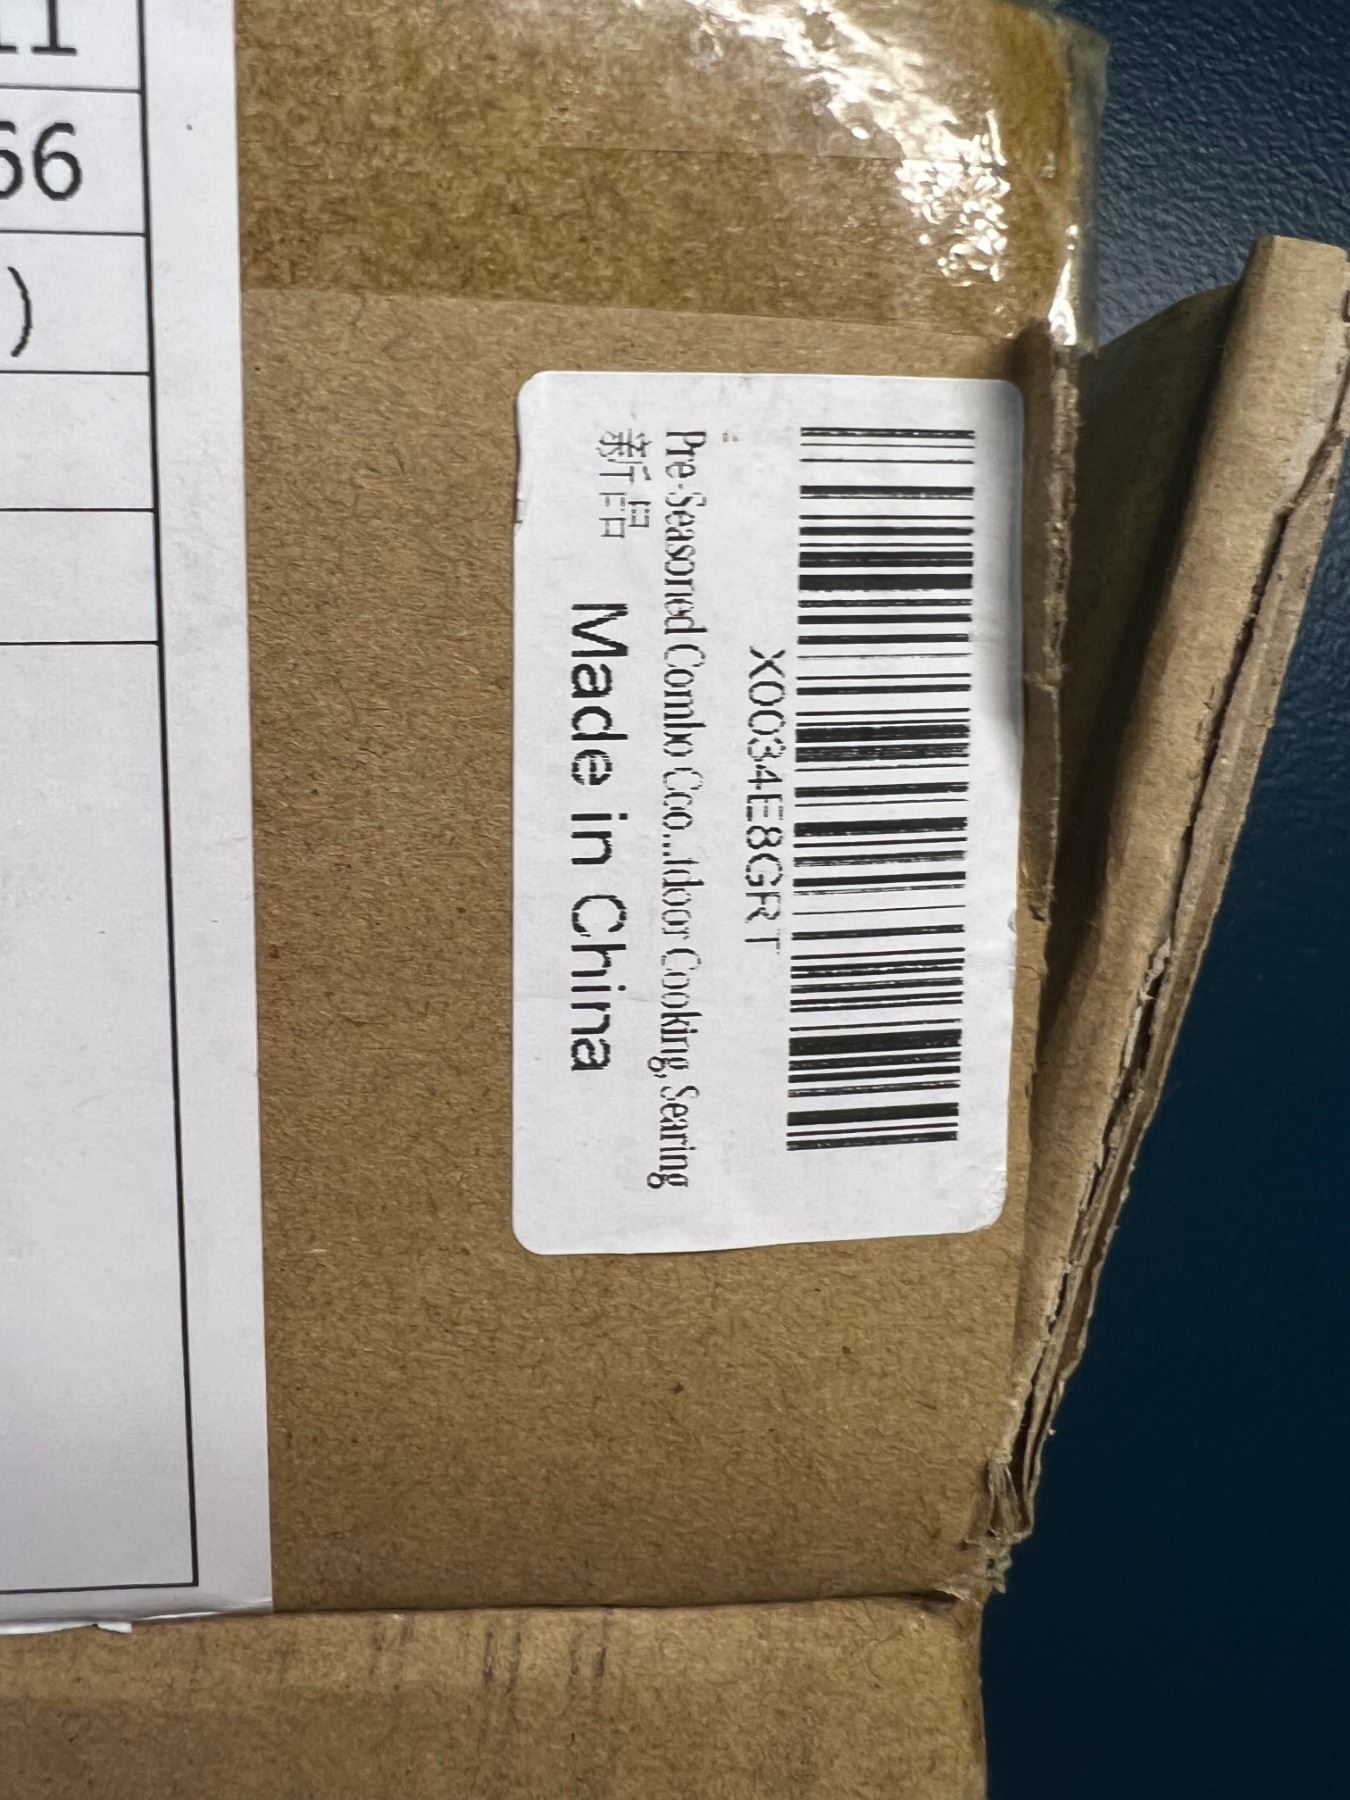 11
66
)
X0034E8GRT
Pre-Seasoned Combo Coo...tdoor Cooking, Searing
新品
Made in China